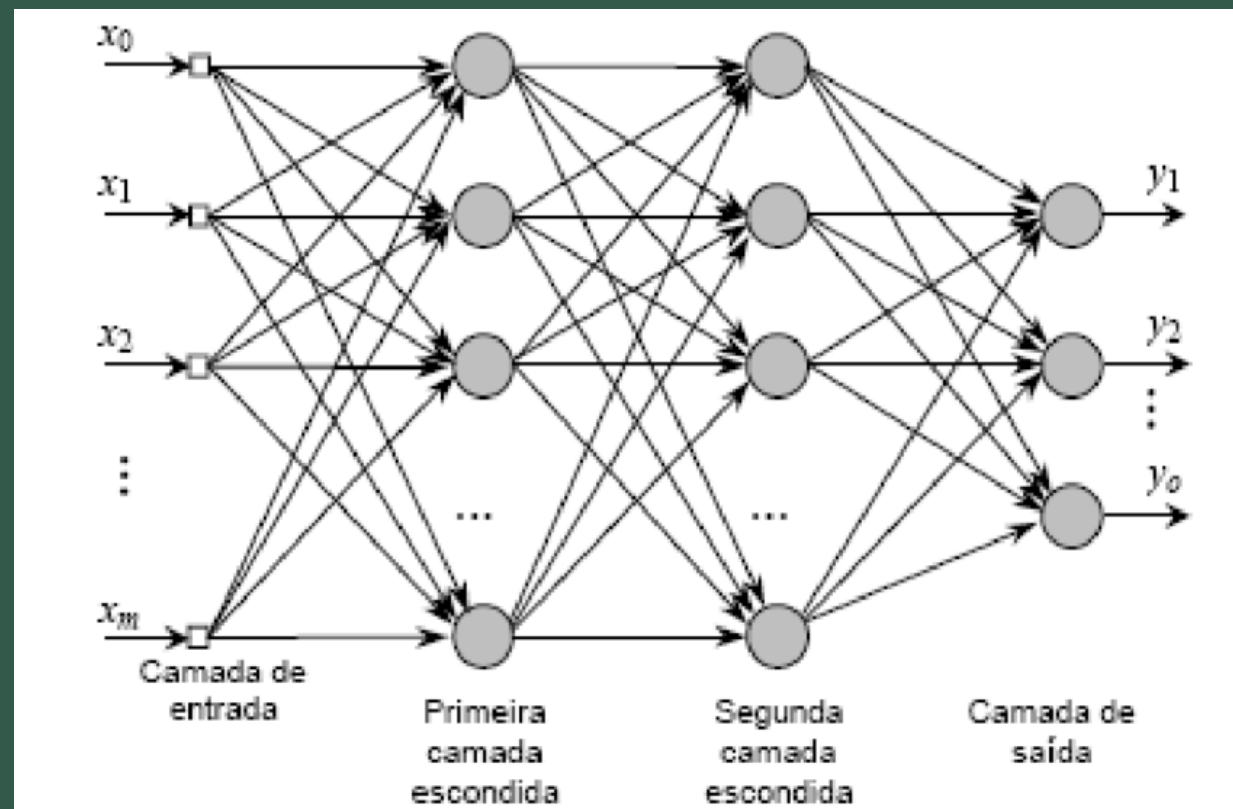 x₀
x₁
x₂
⋮
xₘ
...
...
y₁
y₂
⋮
yₒ
Camada de
entrada
Primeira
camada
escondida
Segunda
camada
escondida
Camada de
saída